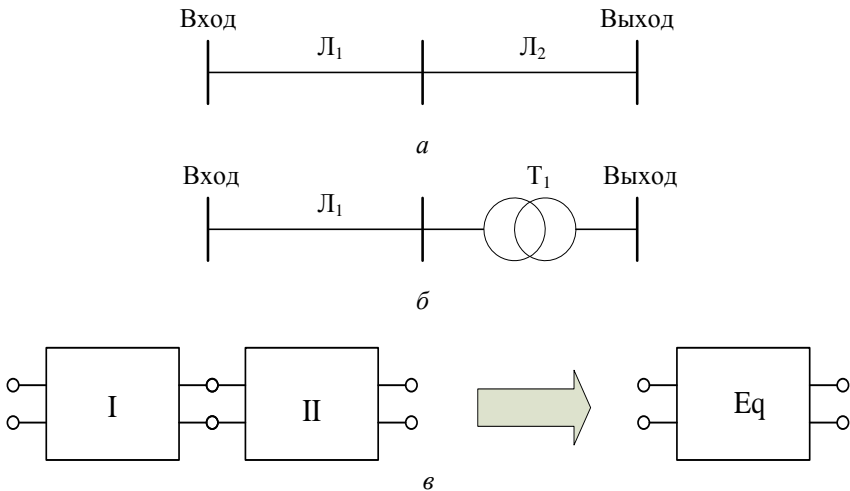 Вход Выход
Л₁ Л₂
а
Вход Т₁ Выход
Л₁
б
I II Eq
в